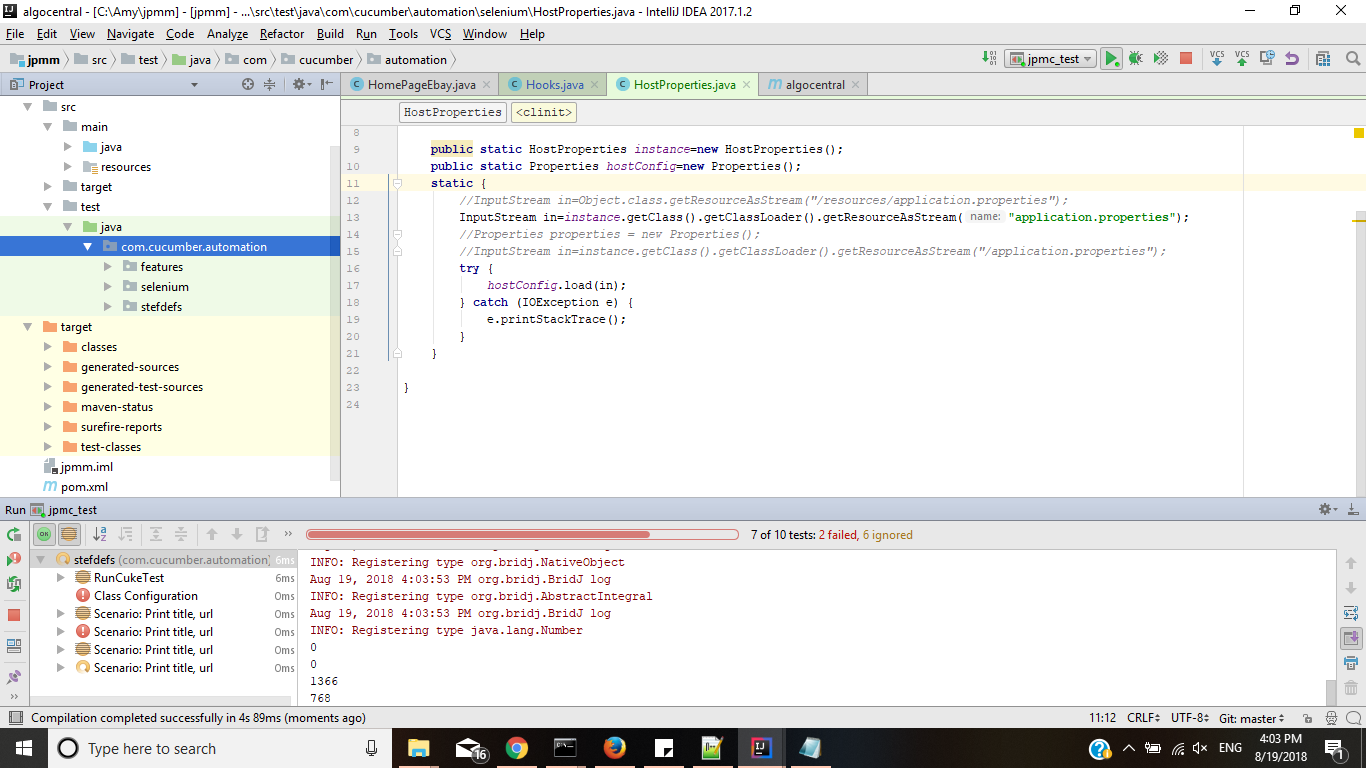 algocentral - [C:\Amy\jpmm] - [jpmm] - ...\src\test\java\com\cucumber\automation\selenium\HostProperties.java - IntelliJ IDEA 2017.1.2
File Edit View Navigate Code Analyze Refactor Build Run Tools VCS Window Help
jpmm src test java com cucumber automation jpmc_test VCS VCS
Project
HomePageEbay.java Hooks.java HostProperties.java algocentral
HostProperties <clinit>
src
main
java
resources
target
test
java
com.cucumber.automation
features
selenium
stefdefs
target
classes
generated-sources
generated-test-sources
maven-status
surefire-reports
test-classes
jpmm.iml
pom.xml
8
9 public static HostProperties instance=new HostProperties();
10 public static Properties hostConfig=new Properties();
11 static {
12 //InputStream in=Object.class.getResourceAsStream("/resources/application.properties");
13 InputStream in=instance.getClass().getClassLoader().getResourceAsStream( name: "application.properties");
14 //Properties properties = new Properties();
15 //InputStream in=instance.getClass().getClassLoader().getResourceAsStream("/application.properties");
16 try {
17 hostConfig.load(in);
18 } catch (IOException e) {
19 e.printStackTrace();
20 }
21 }
22
23 }
24
Run jpmc_test
7 of 10 tests: 2 failed, 6 ignored
stefdefs (com.cucumber.automation) 6ms
RunCukeTest 6ms
Class Configuration 0ms
Scenario: Print title, url 0ms
Scenario: Print title, url 0ms
Scenario: Print title, url 0ms
Scenario: Print title, url 0ms
INFO: Registering type org.bridj.NativeObject
Aug 19, 2018 4:03:53 PM org.bridj.BridJ log
INFO: Registering type org.bridj.AbstractIntegral
Aug 19, 2018 4:03:53 PM org.bridj.BridJ log
INFO: Registering type java.lang.Number
0
0
1366
768
Compilation completed successfully in 4s 89ms (moments ago) 11:12 CRLF UTF-8 Git: master
Type here to search 16 ENG 4:03 PM
8/19/2018 1